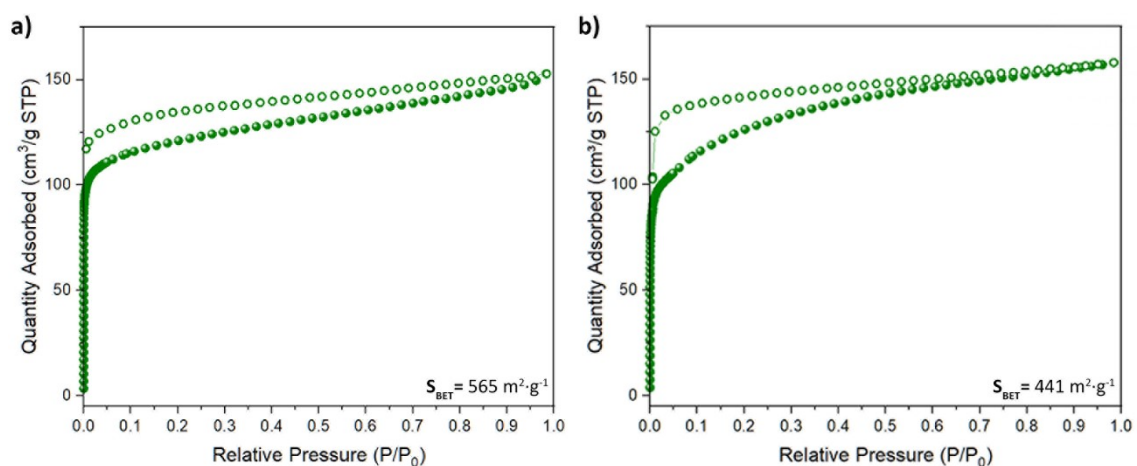 a)
Quantity Adsorbed (cm³/g STP)
150
100
50
0
S_BET= 565 m²·g⁻¹
0.0 0.1 0.2 0.3 0.4 0.5 0.6 0.7 0.8 0.9 1.0
Relative Pressure (P/P₀)
b)
Quantity Adsorbed (cm³/g STP)
150
100
50
0
S_BET= 441 m²·g⁻¹
0.0 0.1 0.2 0.3 0.4 0.5 0.6 0.7 0.8 0.9 1.0
Relative Pressure (P/P₀)